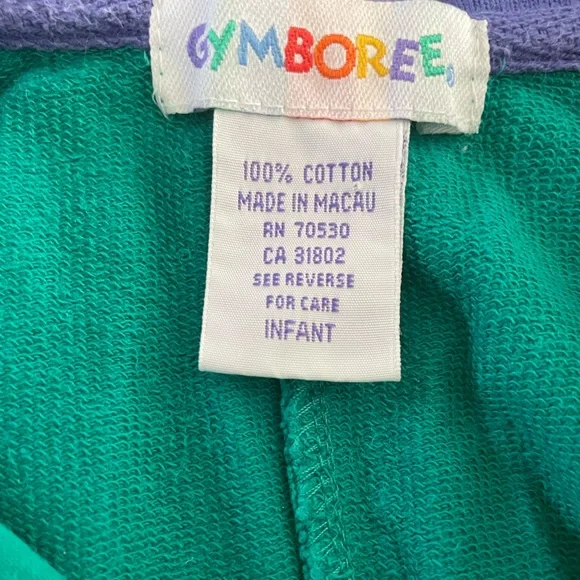 GYMBOREE
100% COTTON
MADE IN MACAU
RN 70530
CA 31802
SEE REVERSE
FOR CARE
INFANT